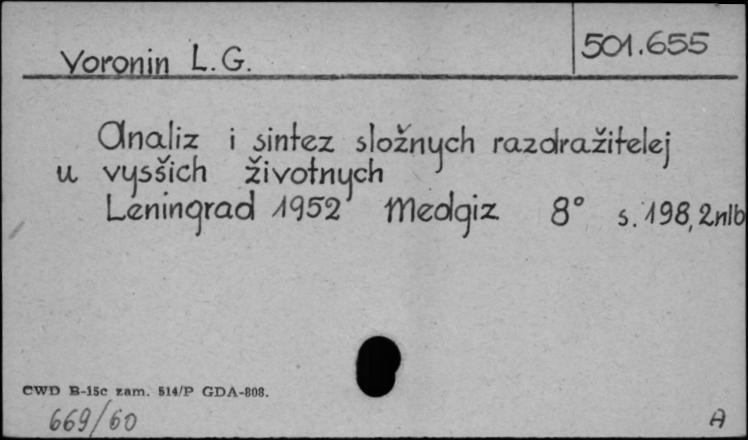 Voronin L.G.
501.655
Analiz i sintez složnych razdražitelej
u vysšich životnych
Leningrad 1952 Medgiz 8° s. 198, 2nlb
CWD B-15c zam. 514/P GDA-808.
669/60
A